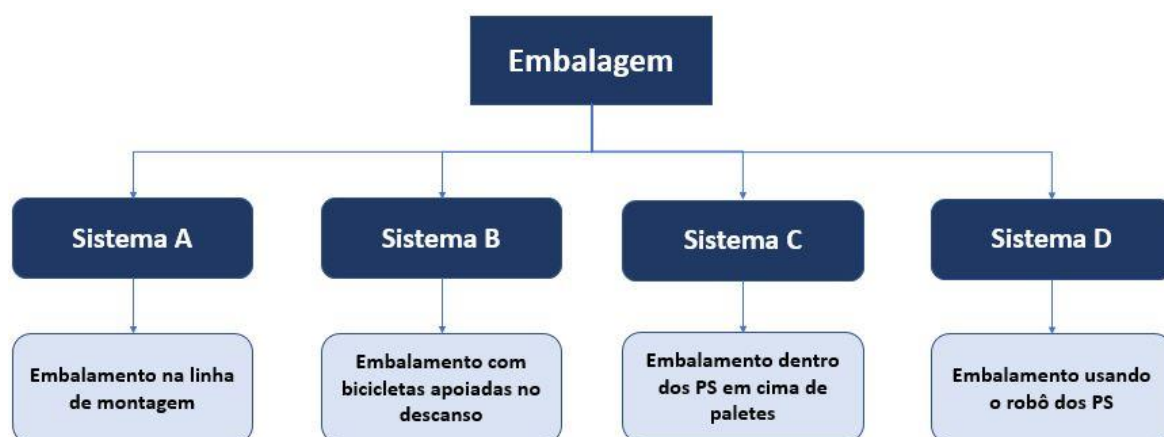 Embalagem
Sistema A
Sistema B
Sistema C
Sistema D
Embalamento na linha
de montagem
Embalamento com
bicicletas apoiadas no
descanso
Embalamento dentro
dos PS em cima de
paletes
Embalamento usando
o robô dos PS